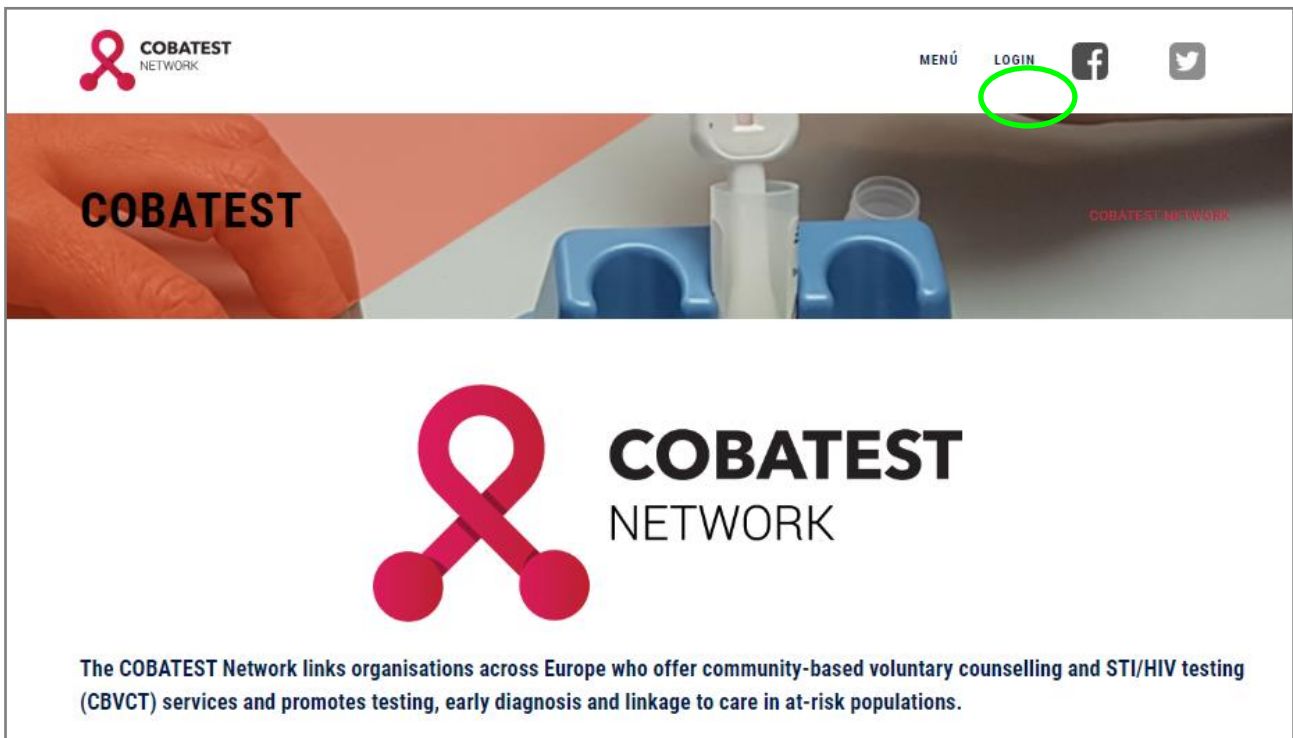 COBATEST
NETWORK
MENÚ LOGIN
COBATEST
COBATEST NETWORK
COBATEST
NETWORK
The COBATEST Network links organisations across Europe who offer community-based voluntary counselling and STI/HIV testing
(CBVCT) services and promotes testing, early diagnosis and linkage to care in at-risk populations.